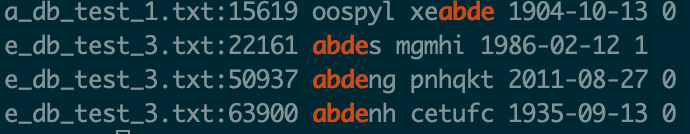 a_db_test_1.txt:15619 oospyl xeabde 1904-10-13 0
e_db_test_3.txt:22161 abdes mgmhi 1986-02-12 1
e_db_test_3.txt:50937 abdeng pnhqkt 2011-08-27 0
e_db_test_3.txt:63900 abdenh cetufc 1935-09-13 0